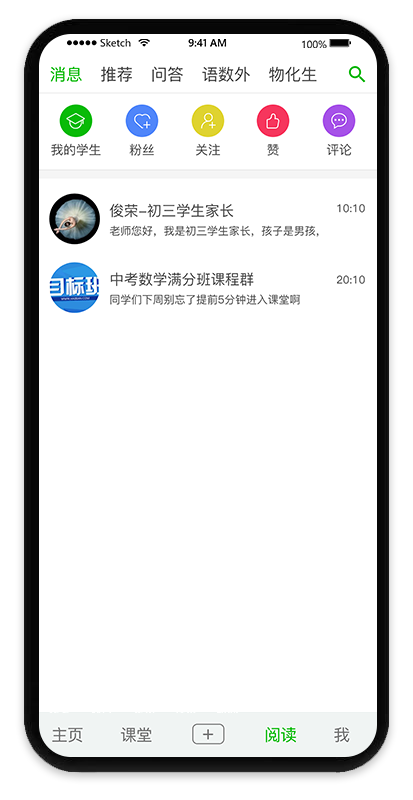 Sketch 9:41 AM 100%
消息 推荐 问答 语数外 物化生
我的学生 粉丝 关注 赞 评论
俊荣-初三学生家长 10:10
老师您好，我是初三学生家长，孩子是男孩，
中考数学满分班课程群 20:10
同学们下周别忘了提前5分钟进入课堂啊
目标班
主页 课堂 + 阅读 我